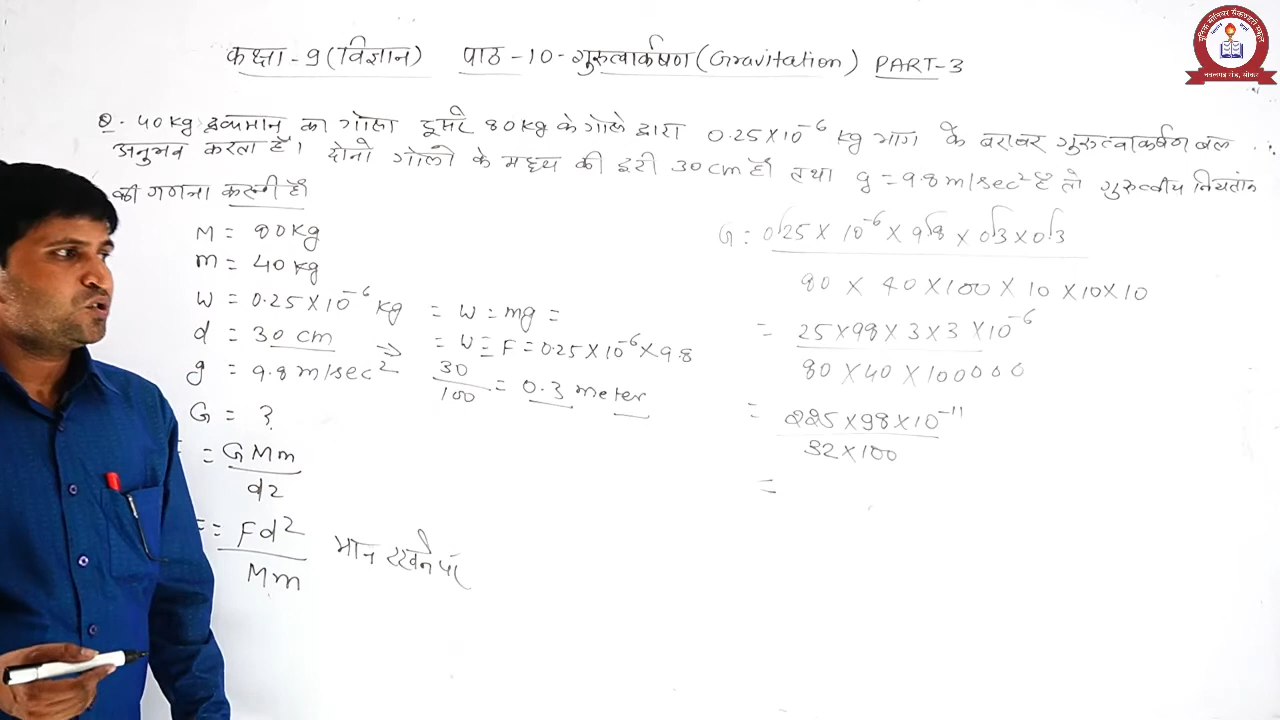 कक्षा - 9 (विज्ञान) पाठ - 10 - गुरुत्वार्कषण (Gravitation) PART-3
Q. 40 kg द्रव्यमान का गोला दूसरे 80 kg के गोले द्वारा 0.25 × 10⁻⁶ kg भाग के बराबर गुरुत्वाकर्षण बल
अनुभव करता है। दोनो गोलो के मध्य की दूरी 30 cm हो तथा g = 9.8 m/sec² है तो गुरुत्वीय नियतांक
की गणना करनी हो
M = 80 kg
m = 40 kg
W = 0.25 × 10⁻⁶ kg = W = mg =
d = 30 cm → = W = F = 0.25 × 10⁻⁶ × 9.8
g = 9.8 m/sec² 30/100 = 0.3 meter
G = ?
= GMm/d2
= Fd²/Mm मान रखने पर
G = 0.25 × 10⁻⁶ × 9.8 × 0.3 × 0.3
80 × 40 × 100 × 10 × 10 × 10
= 25 × 98 × 3 × 3 × 10⁻⁶
80 × 40 × 100000
= 225 × 98 × 10⁻¹¹
32 × 100
=